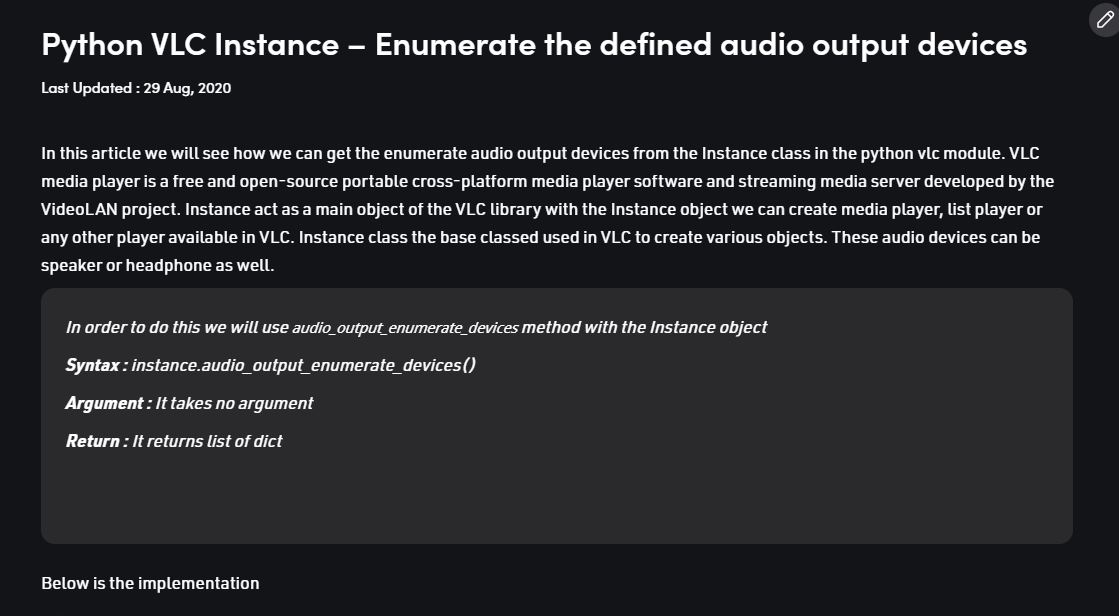 Python VLC Instance – Enumerate the defined audio output devices
Last Updated : 29 Aug, 2020
In this article we will see how we can get the enumerate audio output devices from the Instance class in the python vlc module. VLC
media player is a free and open-source portable cross-platform media player software and streaming media server developed by the
VideoLAN project. Instance act as a main object of the VLC library with the Instance object we can create media player, list player or
any other player available in VLC. Instance class the base classed used in VLC to create various objects. These audio devices can be
speaker or headphone as well.
In order to do this we will use audio_output_enumerate_devices method with the Instance object
Syntax : instance.audio_output_enumerate_devices()
Argument : It takes no argument
Return : It returns list of dict
Below is the implementation